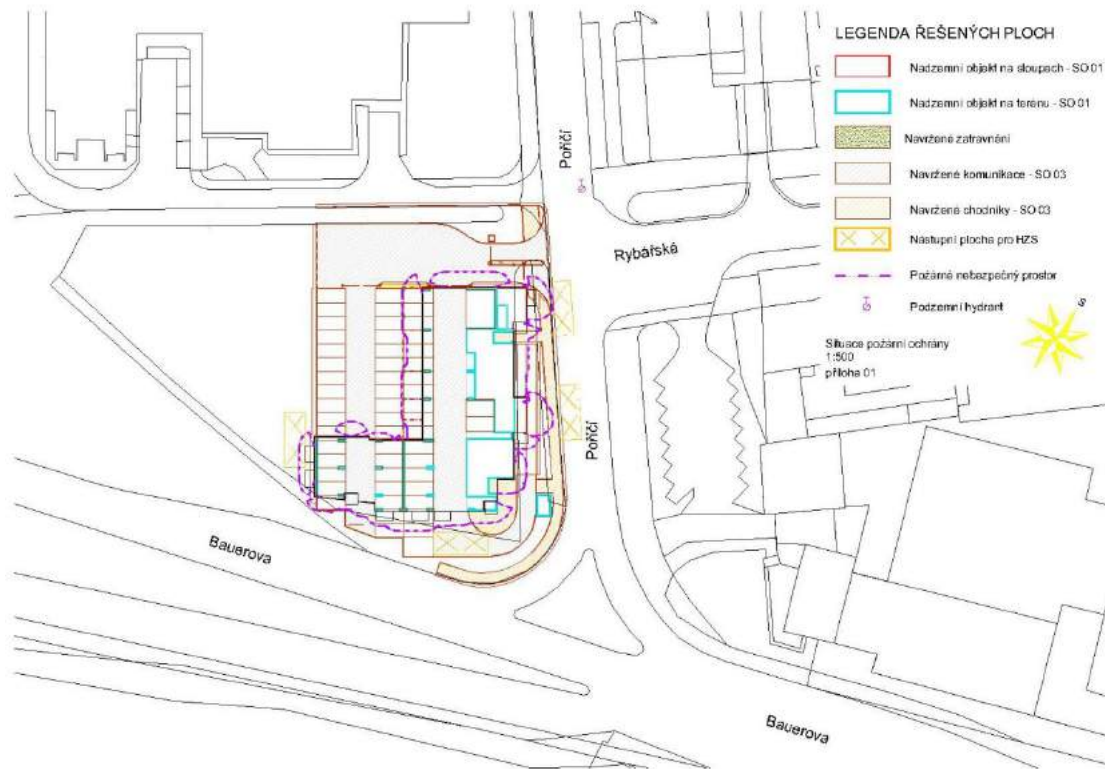 LEGENDA ŘEŠENÝCH PLOCH
Nadzemní objekt na sloupech - SO 01
Nadzemní objekt na terénu - SO 01
Navržené zatravnění
Navržené komunikace - SO 03
Navržené chodníky - SO 03
Nástupní plocha pro HZS
Požárně nebezpečný prostor
Podzemní hydrant
Situace požární ochrany
1:500
příloha 01
S
Poříčí
Rybářská
Poříčí
Bauerova
Bauerova